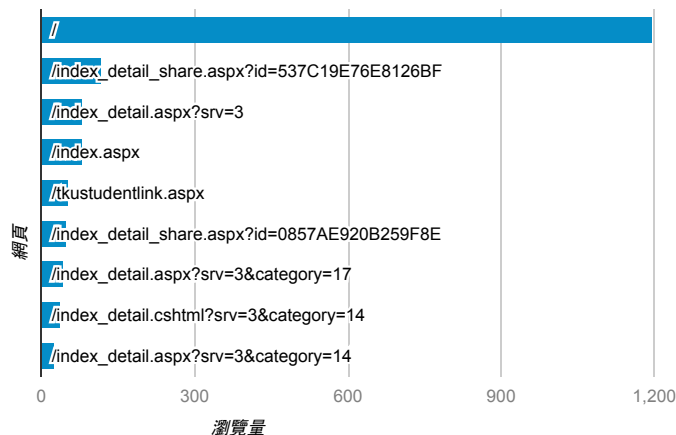 /
/index_detail_share.aspx?id=537C19E76E8126BF
/index_detail.aspx?srv=3
/index.aspx
/tkustudentlink.aspx
/index_detail_share.aspx?id=0857AE920B259F8E
/index_detail.aspx?srv=3&category=17
/index_detail.cshtml?srv=3&category=14
/index_detail.aspx?srv=3&category=14
網頁
0 300 600 900 1,200
瀏覽量